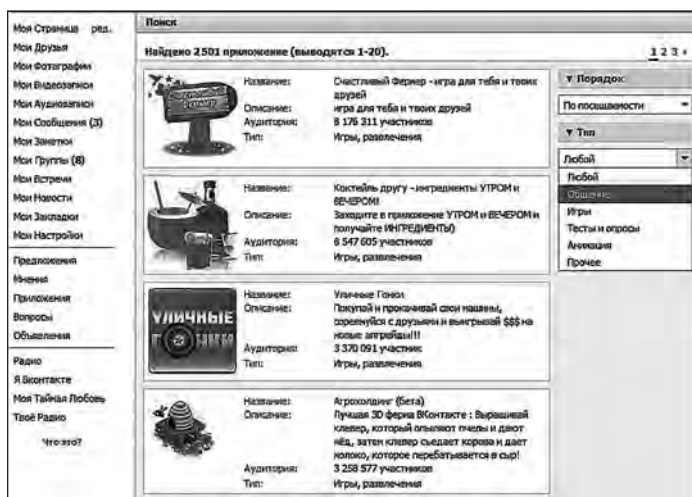 Моя Страница ред.
Мои Друзья
Мои Фотографии
Мои Видеозаписи
Мои Аудиозаписи
Мои Сообщения (3)
Мои Заметки
Мои Группы (8)
Мои Встречи
Мои Новости
Мои Закладки
Мои Настройки
Предложения
Мнения
Приложения
Вопросы
Объявления
Радио
Я Вконтакте
Моя Тайная Любовь
Твоё Радио
Что это?
Поиск
Найдено 2501 приложение (выводятся 1-20).
1 2 3
Название: Счастливый Фермер - игра для тебя и твоих
друзей
Описание: игра для тебя и твоих друзей
Аудитория: 8 176 311 участников
Тип: Игры, развлечения
Название: Коктейль другу - ингредиенты УТРОМ и
ВЕЧЕРОМ!
Описание: Заходите в приложение УТРОМ и ВЕЧЕРОМ и
получайте ИНГРЕДИЕНТЫ)
Аудитория: 8 547 605 участников
Тип: Игры, развлечения
УЛИЧНЫЕ
ГОНКИ
Название: Уличные Гонки
Описание: Покупай и прокачивай свои машины,
соревнуйся с друзьями и выигрывай $$$ на
новые апгрейды!!!
Аудитория: 3 370 091 участник
Тип: Игры, развлечения
Название: Агрохолдинг (бета)
Описание: Лучшая 3D ферма ВКонтакте : Выращивай
клевер, который опыляют пчелы и дают
мёд, затем клевер съедает корова и дает
молоко, которое перебатывается в сыр!
Аудитория: 3 258 577 участников
Тип: Игры, развлечения
Порядок
По посещаемости
Тип
Любой
Любой
Общение
Игры
Тесты и опросы
Анимация
Прочее